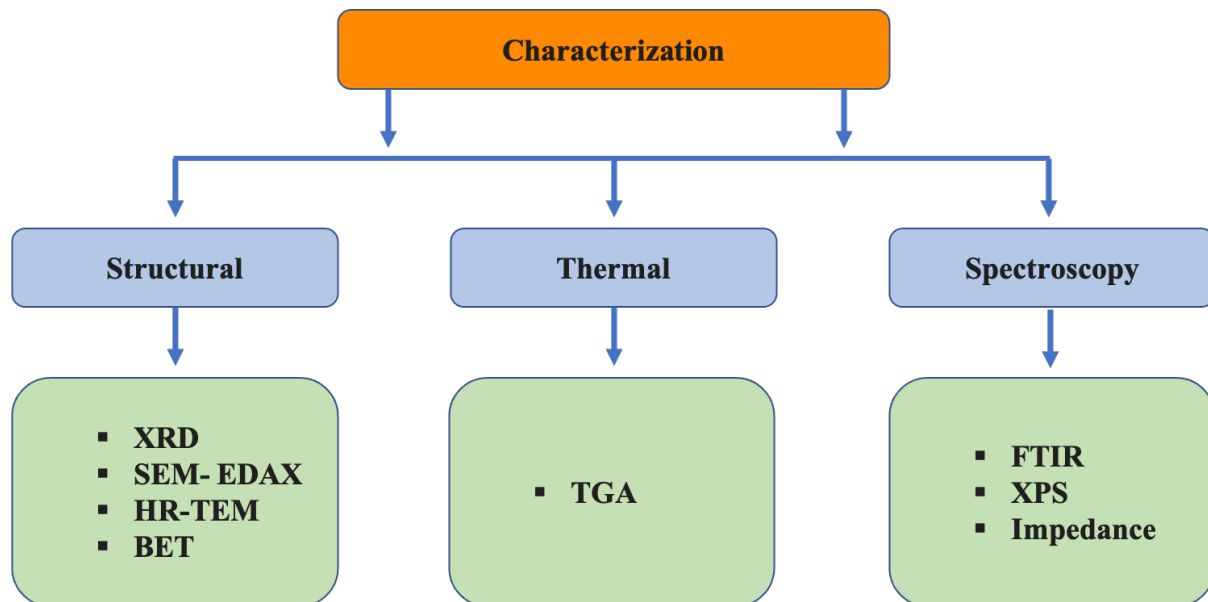 Characterization
Structural
Thermal
Spectroscopy
▪ XRD
▪ SEM- EDAX
▪ HR-TEM
▪ BET
▪ TGA
▪ FTIR
▪ XPS
▪ Impedance